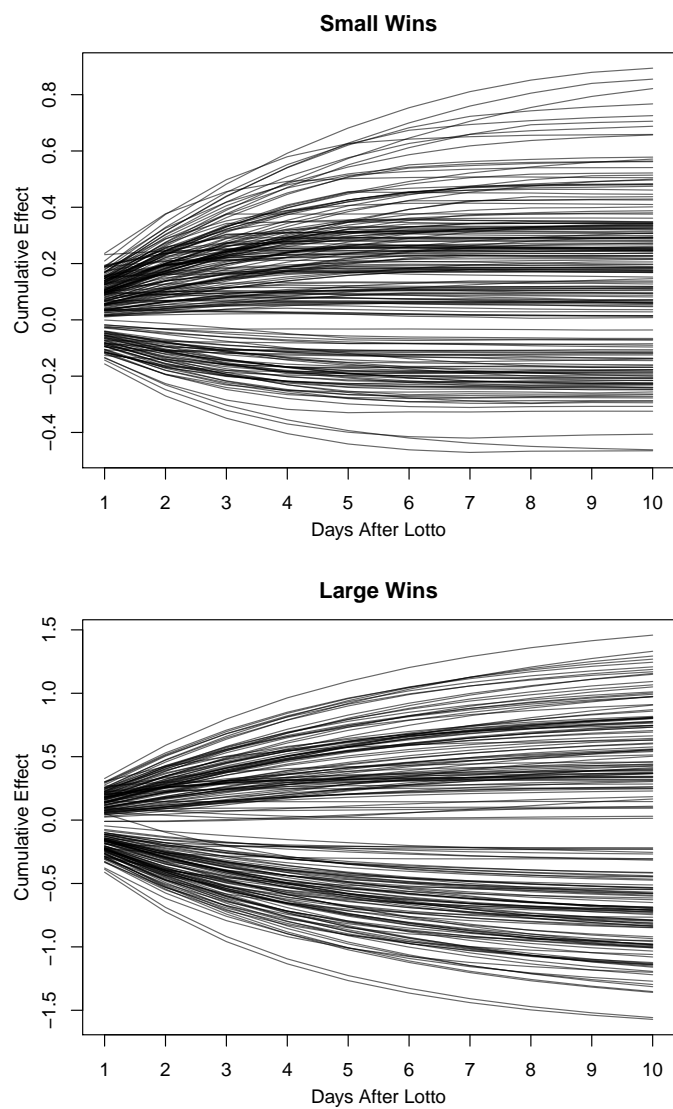 Small Wins
Cumulative Effect
0.8
0.6
0.4
0.2
0.0
−0.2
−0.4
1 2 3 4 5 6 7 8 9 10
Days After Lotto
Large Wins
Cumulative Effect
1.5
1.0
0.5
0.0
−0.5
−1.0
−1.5
1 2 3 4 5 6 7 8 9 10
Days After Lotto